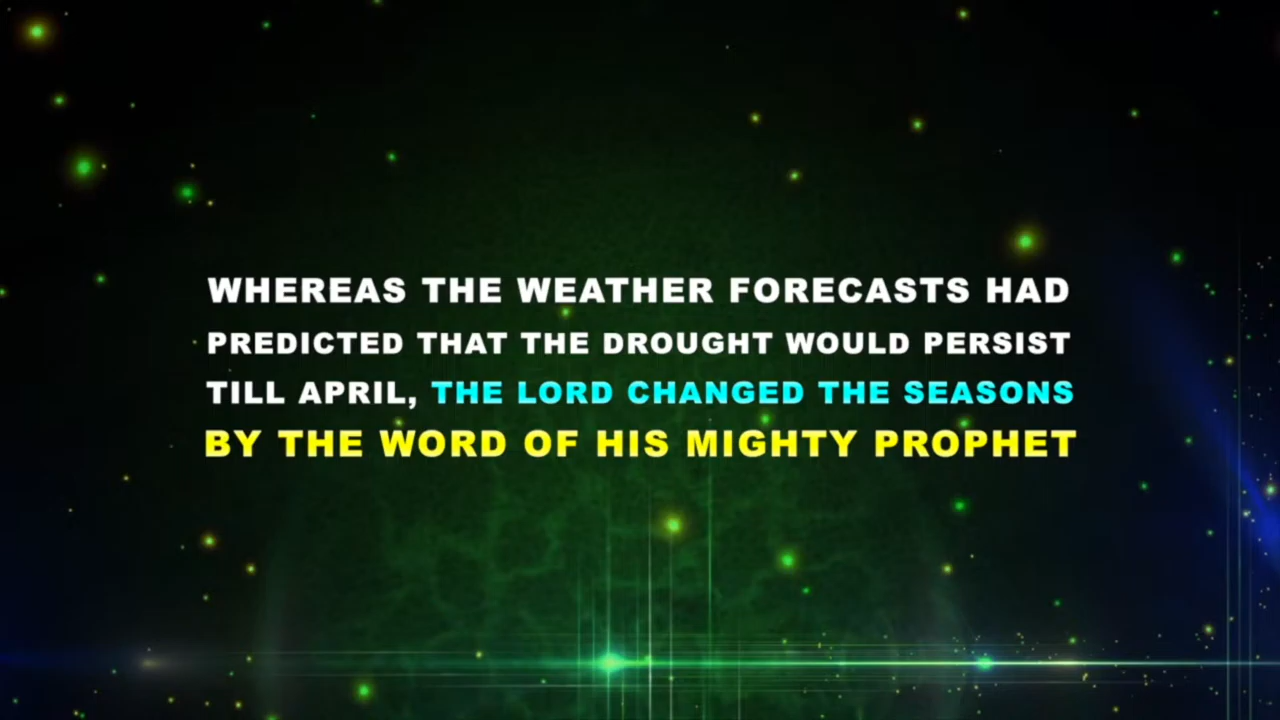 WHEREAS THE WEATHER FORECASTS HAD
PREDICTED THAT THE DROUGHT WOULD PERSIST
TILL APRIL, THE LORD CHANGED THE SEASONS
BY THE WORD OF HIS MIGHTY PROPHET